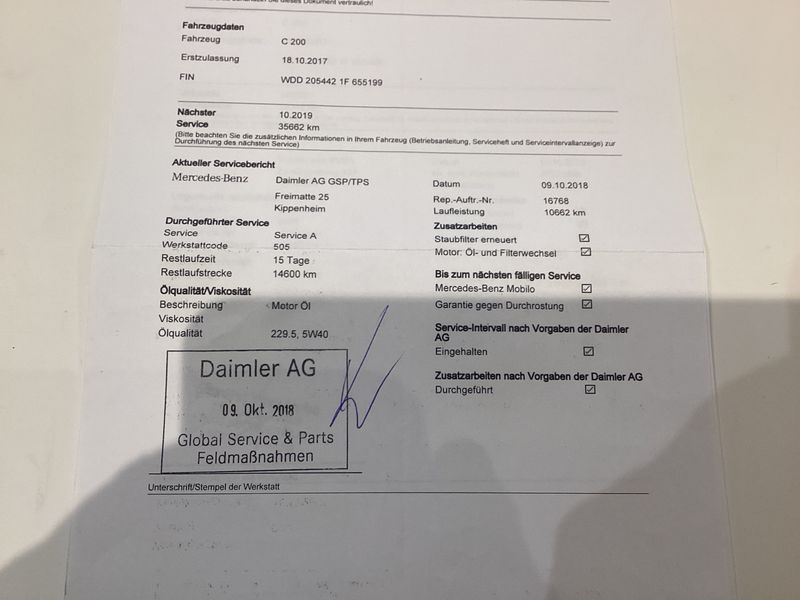 dieses Dokument vertraulich!
Fahrzeugdaten
Fahrzeug C 200
Erstzulassung 18.10.2017
FIN WDD 205442 1F 655199
Nächster Service 10.2019
35662 km
(Bitte beachten Sie die zusätzlichen Informationen in Ihrem Fahrzeug (Betriebsanleitung, Serviceheft und Serviceintervallanzeige) zur
Durchführung des nächsten Service)
Aktueller Servicebericht
Mercedes-Benz Daimler AG GSP/TPS
Freimatte 25
Kippenheim
Datum 09.10.2018
Rep.-Auftr.-Nr. 16768
Laufleistung 10662 km
Durchgeführter Service
Service Service A
Werkstattcode 505
Restlaufzeit 15 Tage
Restlaufstrecke 14600 km
Zusatzarbeiten
Staubfilter erneuert ☑
Motor: Öl- und Filterwechsel ☑
Bis zum nächsten fälligen Service
Mercedes-Benz Mobilo ☑
Garantie gegen Durchrostung ☑
Ölqualität/Viskosität
Beschreibung Motor Öl
Viskosität
Ölqualität 229.5, 5W40
Service-Intervall nach Vorgaben der Daimler
AG
Eingehalten ☑
Zusatzarbeiten nach Vorgaben der Daimler AG
Durchgeführt ☑
Daimler AG
09. Okt. 2018
Global Service & Parts
Feldmaßnahmen
Unterschrift/Stempel der Werkstatt